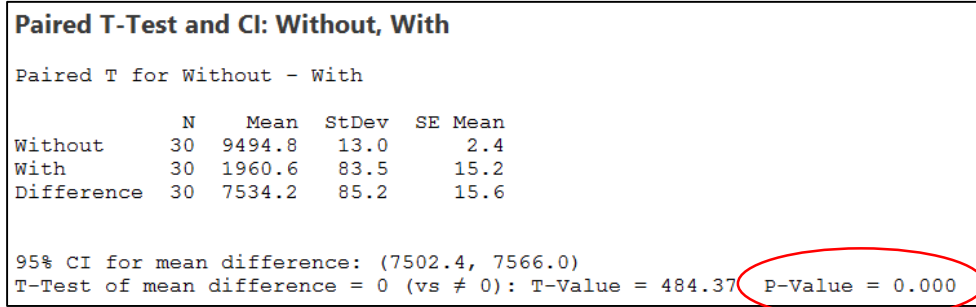 Paired T-Test and CI: Without, With
Paired T for Without - With
N Mean StDev SE Mean
Without 30 9494.8 13.0 2.4
With 30 1960.6 83.5 15.2
Difference 30 7534.2 85.2 15.6
95% CI for mean difference: (7502.4, 7566.0)
T-Test of mean difference = 0 (vs ≠ 0): T-Value = 484.37 P-Value = 0.000